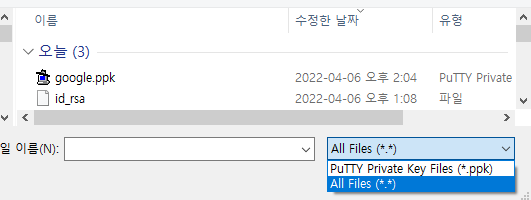 이름 수정한 날짜 유형
오늘 (3)
google.ppk 2022-04-06 오후 2:04 PuTTY Private
id_rsa 2022-04-06 오후 1:08 파일
일 이름(N): All Files (*.*)
PuTTY Private Key Files (*.ppk)
All Files (*.*)